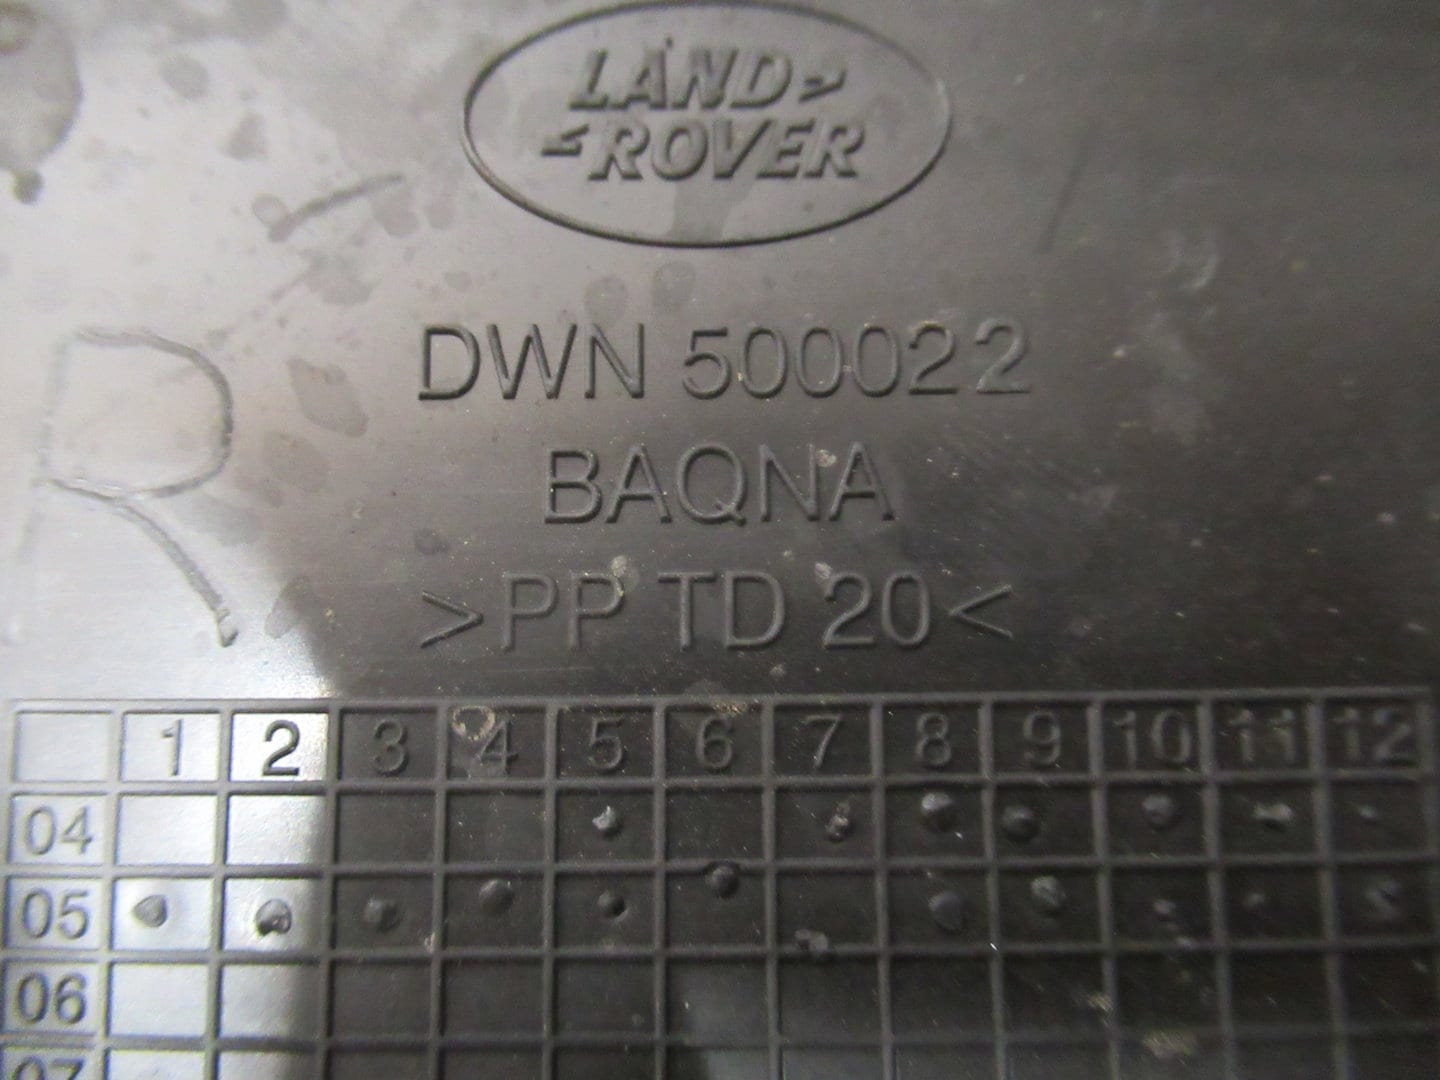 LAND
ROVER
DWN 500022
BAQNA
>PP TD 20<
R
1 2 3 4 5 6 7 8 9 10 11 12
04
05
06
07